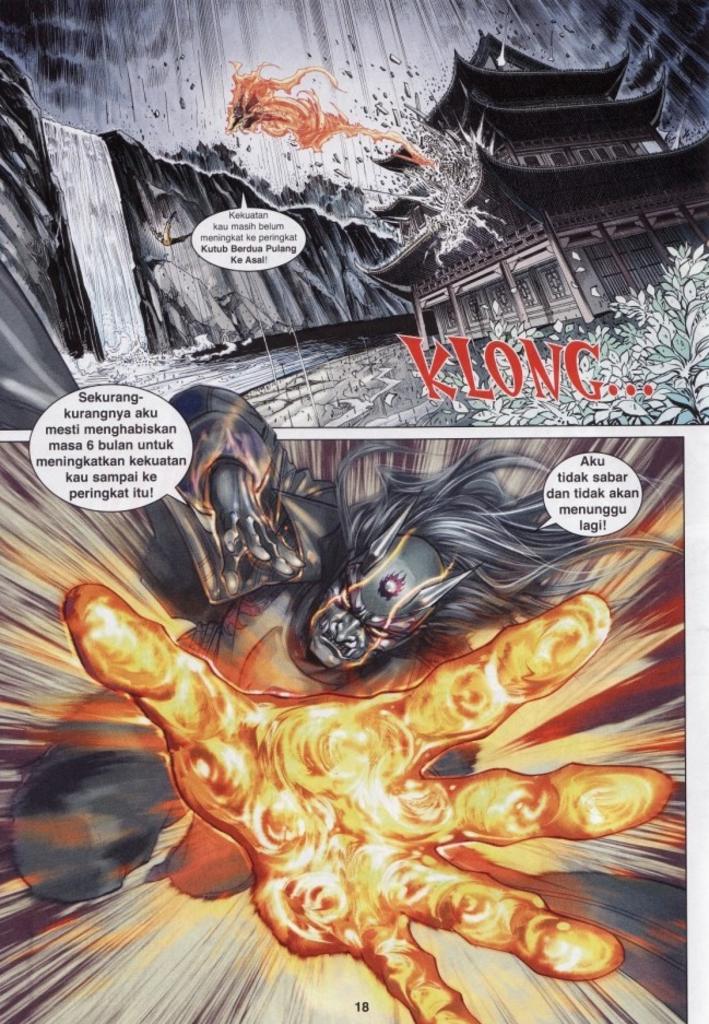 Kekuatan
kau masih belum
meningkat ke peringkat
Kutub Berdua Pulang
Ke Asal!
KLONG...
Sekurang-
kurangnya aku
mesti menghabiskan
masa 6 bulan untuk
meningkatkan kekuatan
kau sampai ke
peringkat itu!
Aku
tidak sabar
dan tidak akan
menunggu
lagi!
18